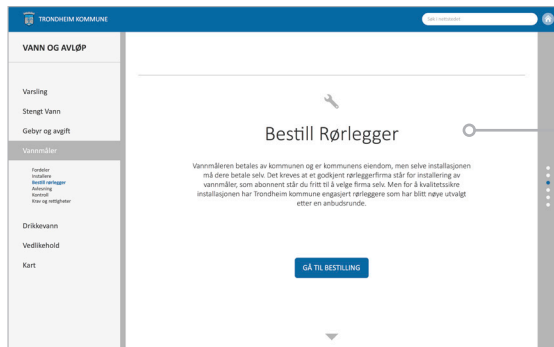 TRONDHEIM KOMMUNE
Søk i nettstedet
VANN OG AVLØP
Varsling
Stengt Vann
Gebyr og avgift
Vannmåler
Fordeler
Installere
Bestill rørlegger
Avlesning
Kontroll
Krav og rettigheter
Drikkevann
Vedlikehold
Kart
Bestill Rørlegger
Vannmåleren betales av kommunen og er kommunens eiendom, men selve installasjonen
må dere betale selv. Det kreves at et godkjent rørleggerfirma står for installering av
vannmåler, som abonnent står du fritt til å velge firma selv. Men for å kvalitetssikre
installasjonen har Trondheim kommune engasjert rørleggere som har blitt nøye utvalgt
etter en anbudsrunde.
GÅ TIL BESTILLING